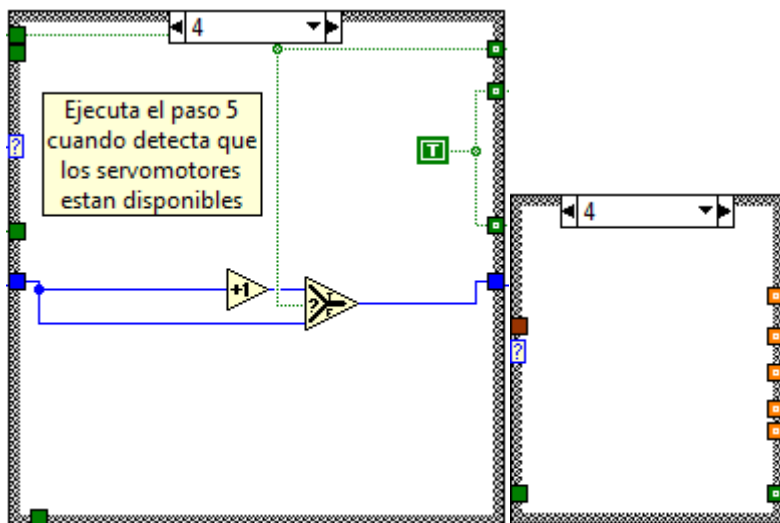 4
Ejecuta el paso 5
cuando detecta que
los servomotores
estan disponibles
?
T
+1
?
T
F
4
?